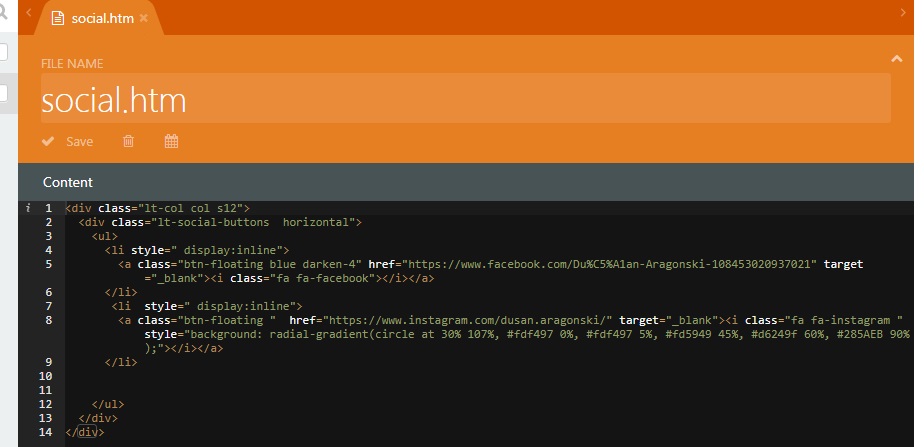 social.htm ×
FILE NAME
social.htm
Save
Content
i 1 <div class="lt-col col s12">
2 <div class="lt-social-buttons  horizontal">
3 <ul>
4 <li style=" display:inline">
5 <a class="btn-floating blue darken-4" href="https://www.facebook.com/Du%C5%A1an-Aragonski-108453020937021" target
="_blank"><i class="fa fa-facebook"></i></a>
6 </li>
7 <li  style=" display:inline">
8 <a class="btn-floating "  href="https://www.instagram.com/dusan.aragonski/" target="_blank"><i class="fa fa-instagram "
style="background: radial-gradient(circle at 30% 107%, #fdf497 0%, #fdf497 5%, #fd5949 45%, #d6249f 60%, #285AEB 90%
);"></i></a>
9 </li>
10
11
12 </ul>
13 </div>
14 </div>